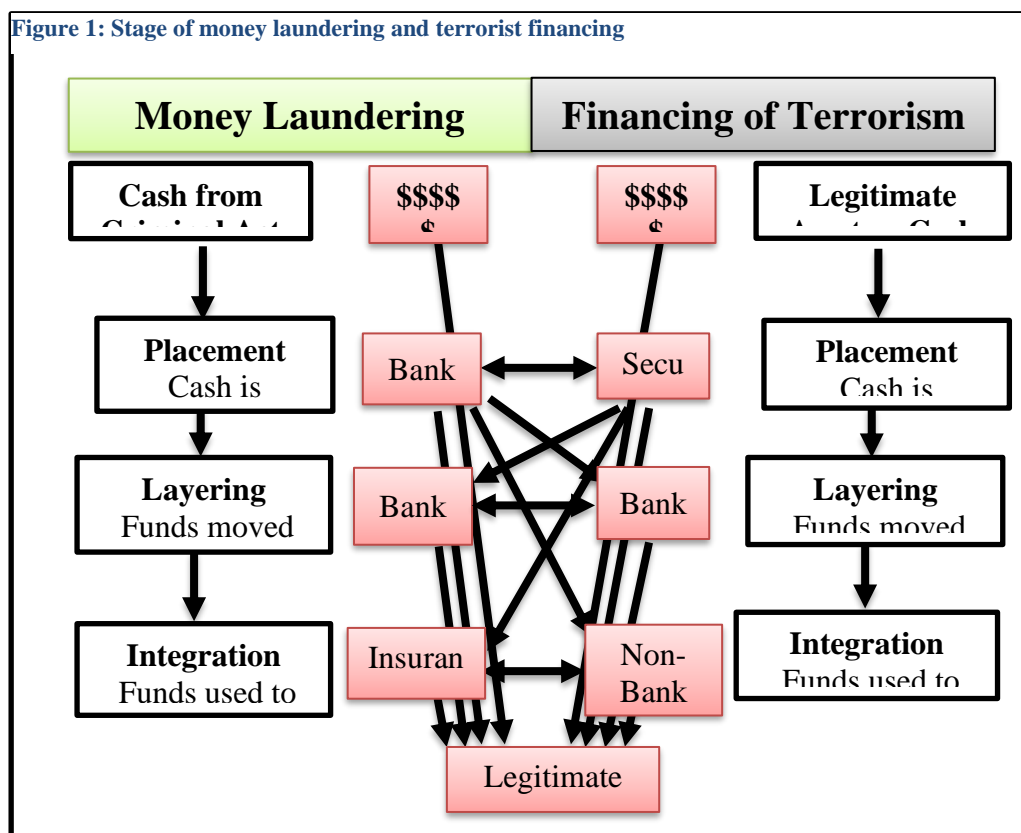 Figure 1: Stage of money laundering and terrorist financing
Money Laundering
Financing of Terrorism
Cash from
Criminal Act
$$$$
$
$$$$
$
Legitimate
Placement
Cash is
Bank
Secu
Placement
Cash is
Layering
Funds moved
Bank
Bank
Layering
Funds moved
Integration
Funds used to
Insuran
Non-
Bank
Integration
Funds used to
Legitimate